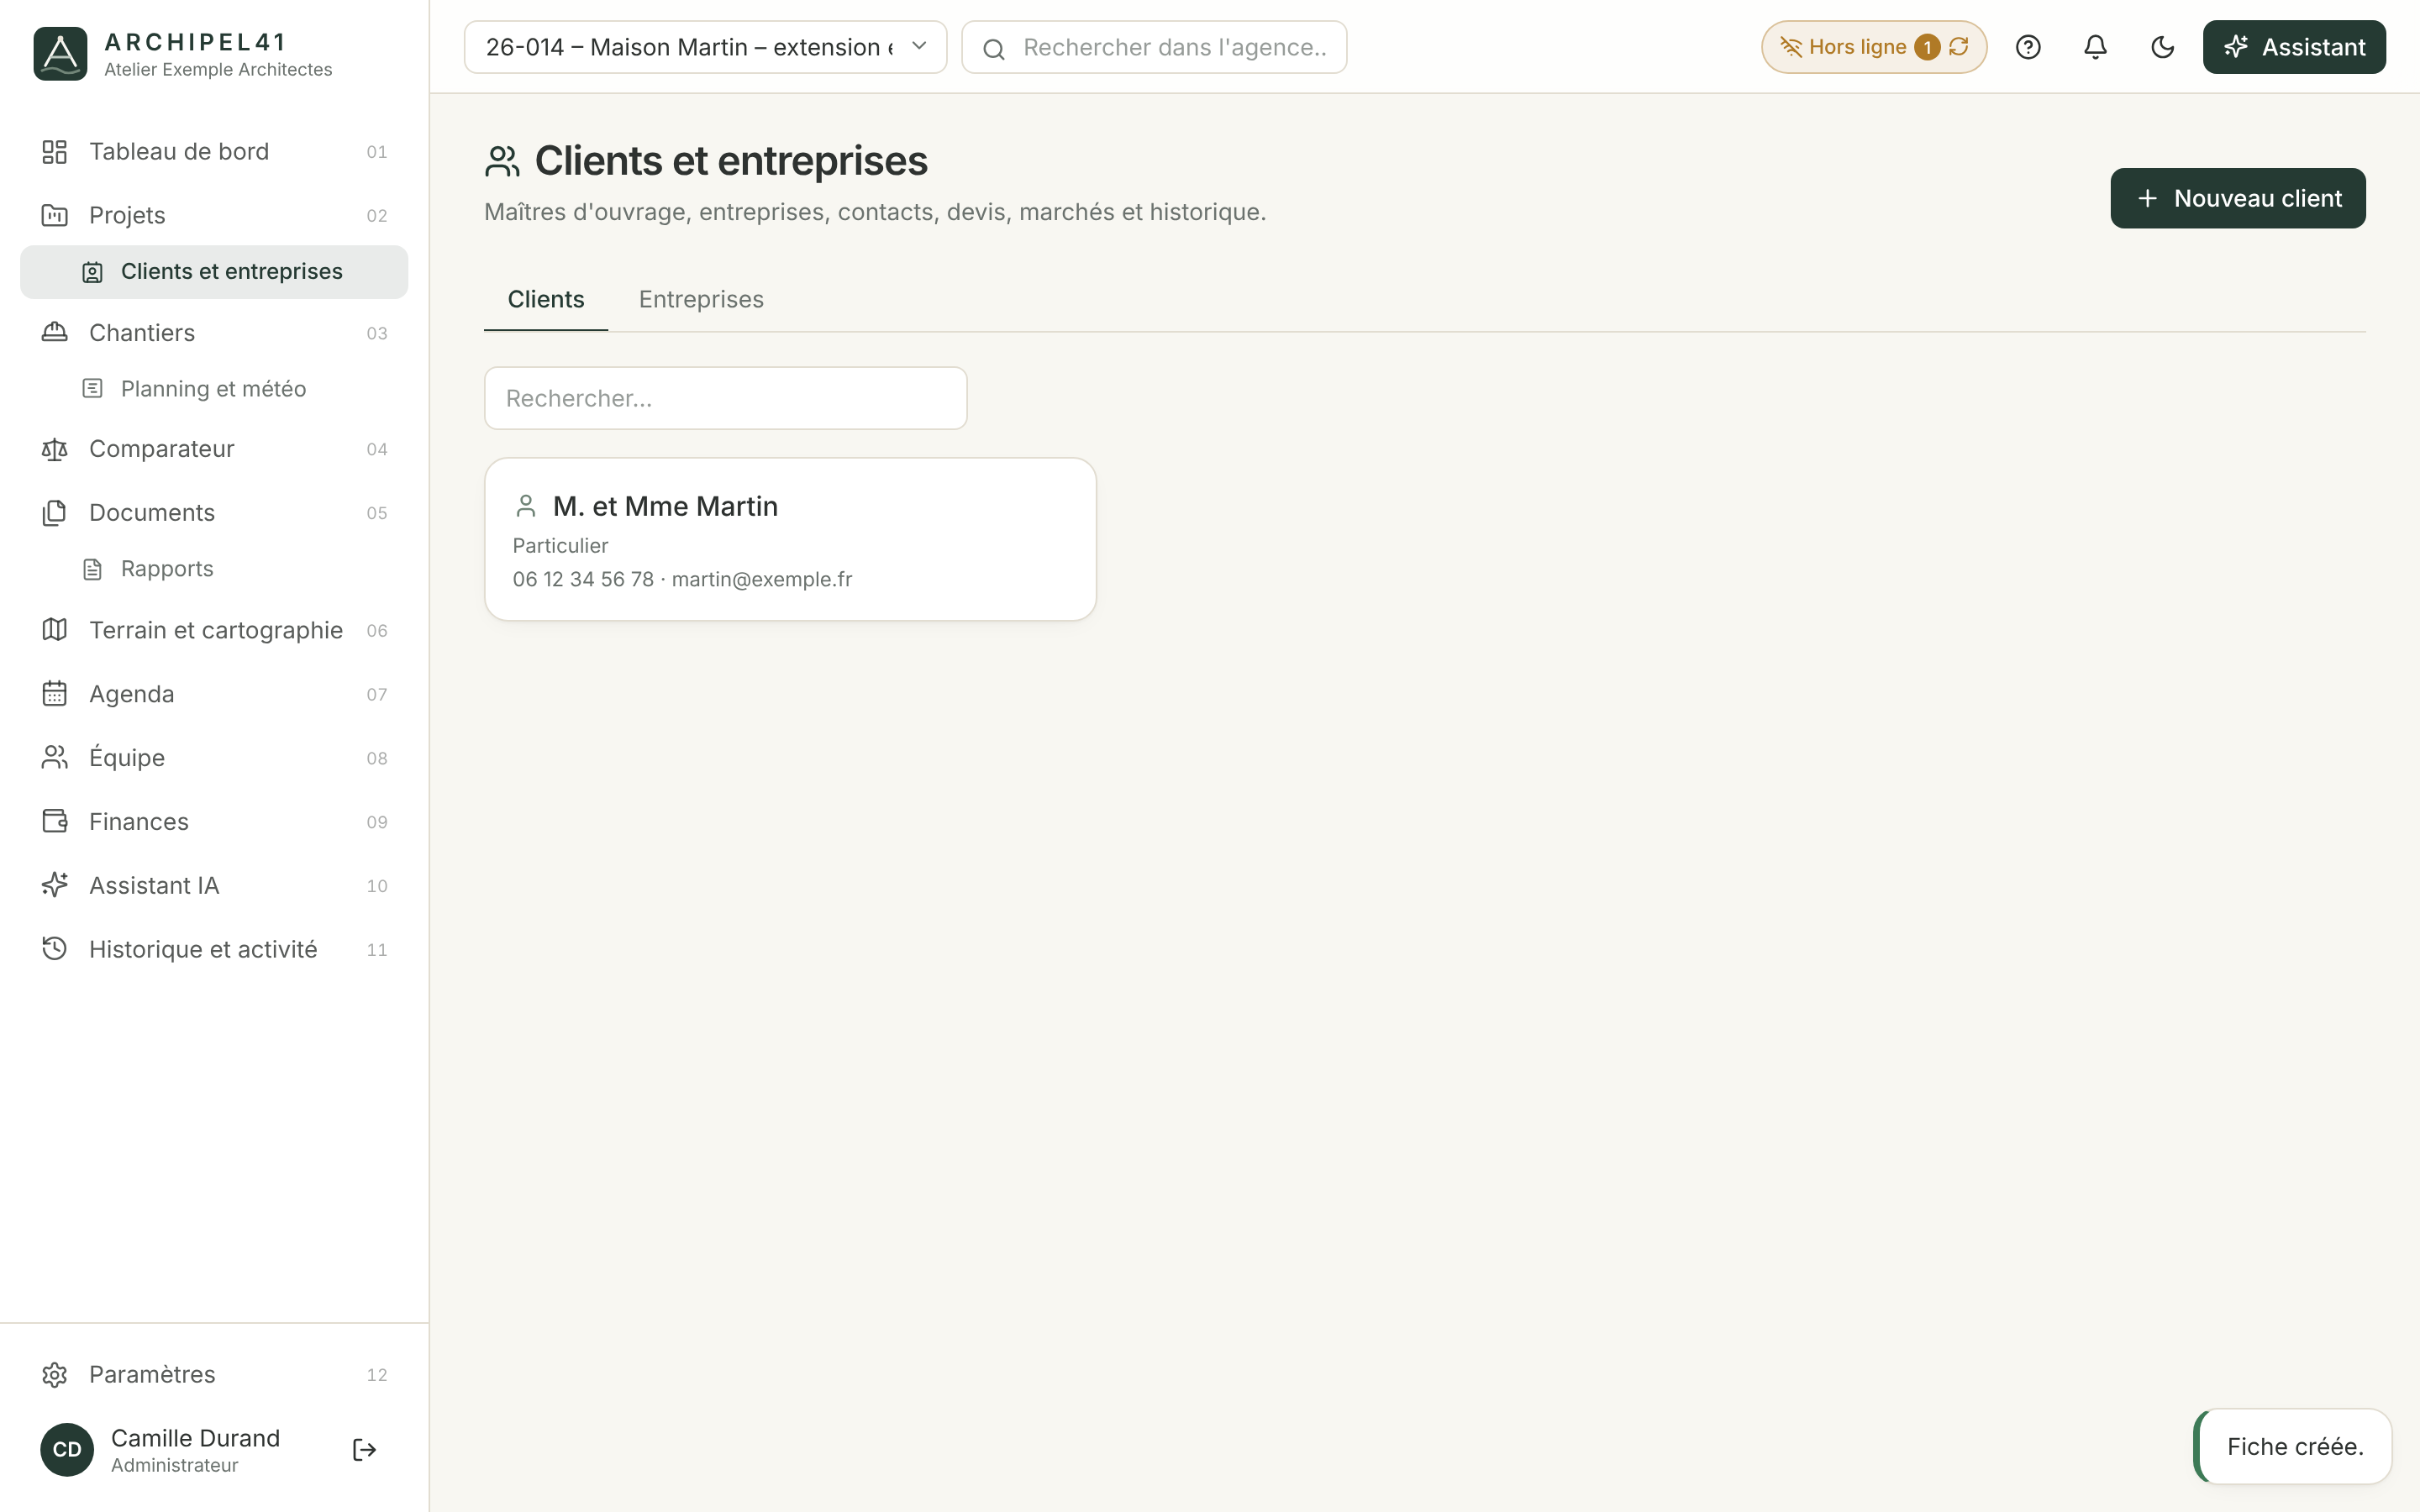 ARCHIPEL41
Atelier Exemple Architectes
Tableau de bord 01
Projets 02
Clients et entreprises
Chantiers 03
Planning et météo
Comparateur 04
Documents 05
Rapports
Terrain et cartographie 06
Agenda 07
Équipe 08
Finances 09
Assistant IA 10
Historique et activité 11
Paramètres 12
CD
Camille Durand
Administrateur
26-014 – Maison Martin – extension
Rechercher dans l'agence..
Hors ligne 1
Assistant
Clients et entreprises
Maîtres d'ouvrage, entreprises, contacts, devis, marchés et historique.
+ Nouveau client
Clients Entreprises
Rechercher...
M. et Mme Martin
Particulier
06 12 34 56 78 · martin@exemple.fr
Fiche créée.